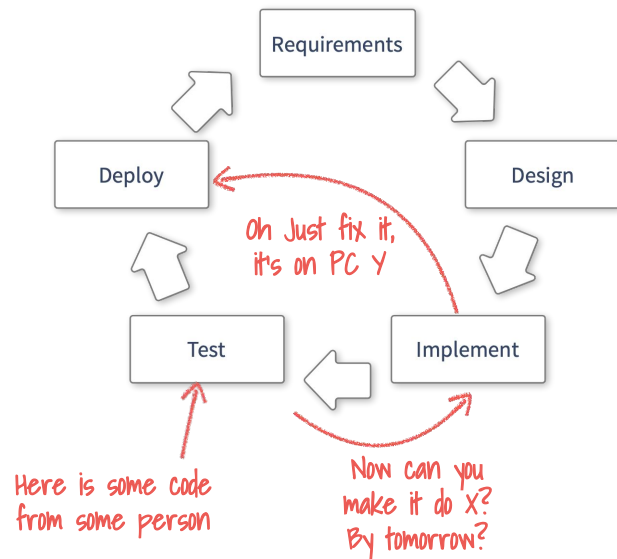 Requirements
Deploy
Design
Oh Just fix it,
it's on PC Y
Test
Implement
Here is some code
from some person
Now can you
make it do X?
By tomorrow?